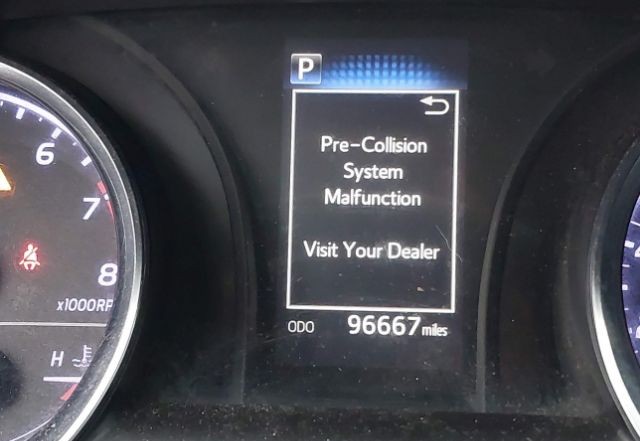 P
Pre-Collision
System
Malfunction
Visit Your Dealer
ODO 96667 miles
6
7
8
x1000RP
H